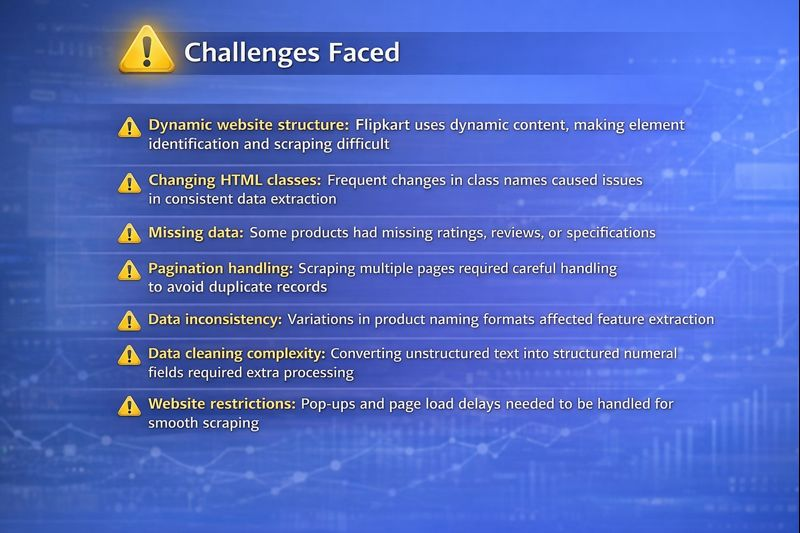 Challenges Faced
Dynamic website structure: Flipkart uses dynamic content, making element
identification and scraping difficult
Changing HTML classes: Frequent changes in class names caused issues
in consistent data extraction
Missing data: Some products had missing ratings, reviews, or specifications
Pagination handling: Scraping multiple pages required careful handling
to avoid duplicate records
Data inconsistency: Variations in product naming formats affected feature extraction
Data cleaning complexity: Converting unstructured text into structured numeral
fields required extra processing
Website restrictions: Pop-ups and page load delays needed to be handled for
smooth scraping